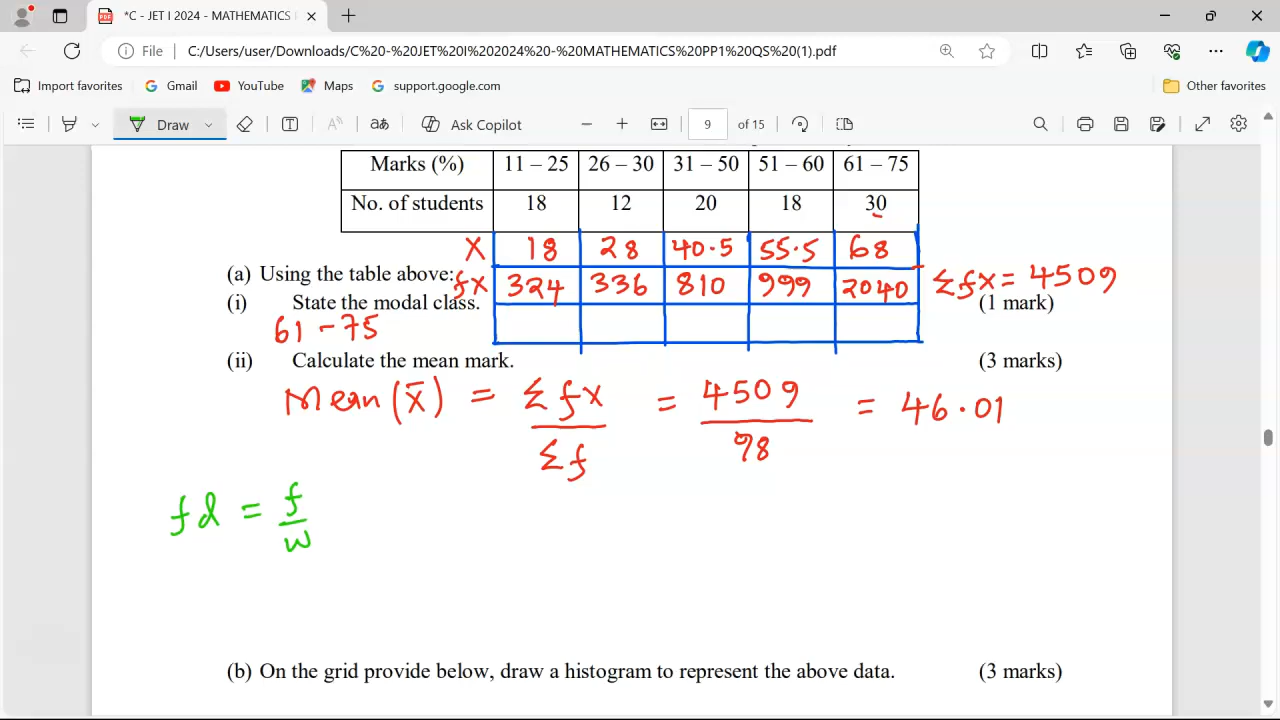 *C - JET I 2024 - MATHEMATICS
File C:/Users/user/Downloads/C%20-%20JET%20I%202024%20-%20MATHEMATICS%20PP1%20QS%20(1).pdf
Import favorites Gmail YouTube Maps support.google.com Other favorites
Draw Ask Copilot 9 of 15
Marks (%) 11 – 25 26 – 30 31 – 50 51 – 60 61 – 75
No. of students 18 12 20 18 30
x 18 28 40.5 55.5 68
(a) Using the table above:
fx 324 336 810 999 2040 Σfx = 4509
(i) State the modal class. (1 mark)
61 – 75
(ii) Calculate the mean mark. (3 marks)
Mean (x̄) = Σfx / Σf = 4509 / 98 = 46.01
fd = f / w
(b) On the grid provide below, draw a histogram to represent the above data. (3 marks)